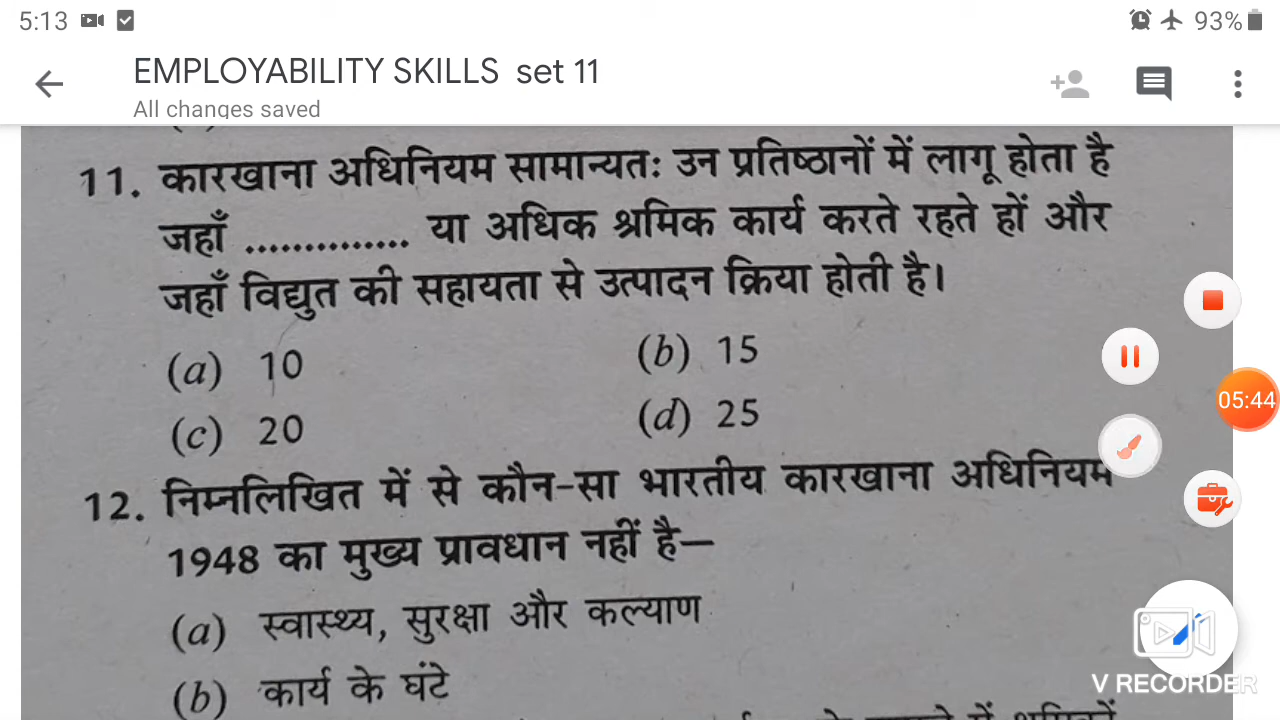 5:13
93%
EMPLOYABILITY SKILLS set 11
All changes saved
11. कारखाना अधिनियम सामान्यतः उन प्रतिष्ठानों में लागू होता है
जहाँ .............. या अधिक श्रमिक कार्य करते रहते हों और
जहाँ विद्युत की सहायता से उत्पादन क्रिया होती है।
(a) 10
(b) 15
(c) 20
(d) 25
05:44
12. निम्नलिखित में से कौन-सा भारतीय कारखाना अधिनियम
1948 का मुख्य प्रावधान नहीं है—
(a) स्वास्थ्य, सुरक्षा और कल्याण
(b) कार्य के घंटे
V RECORDER